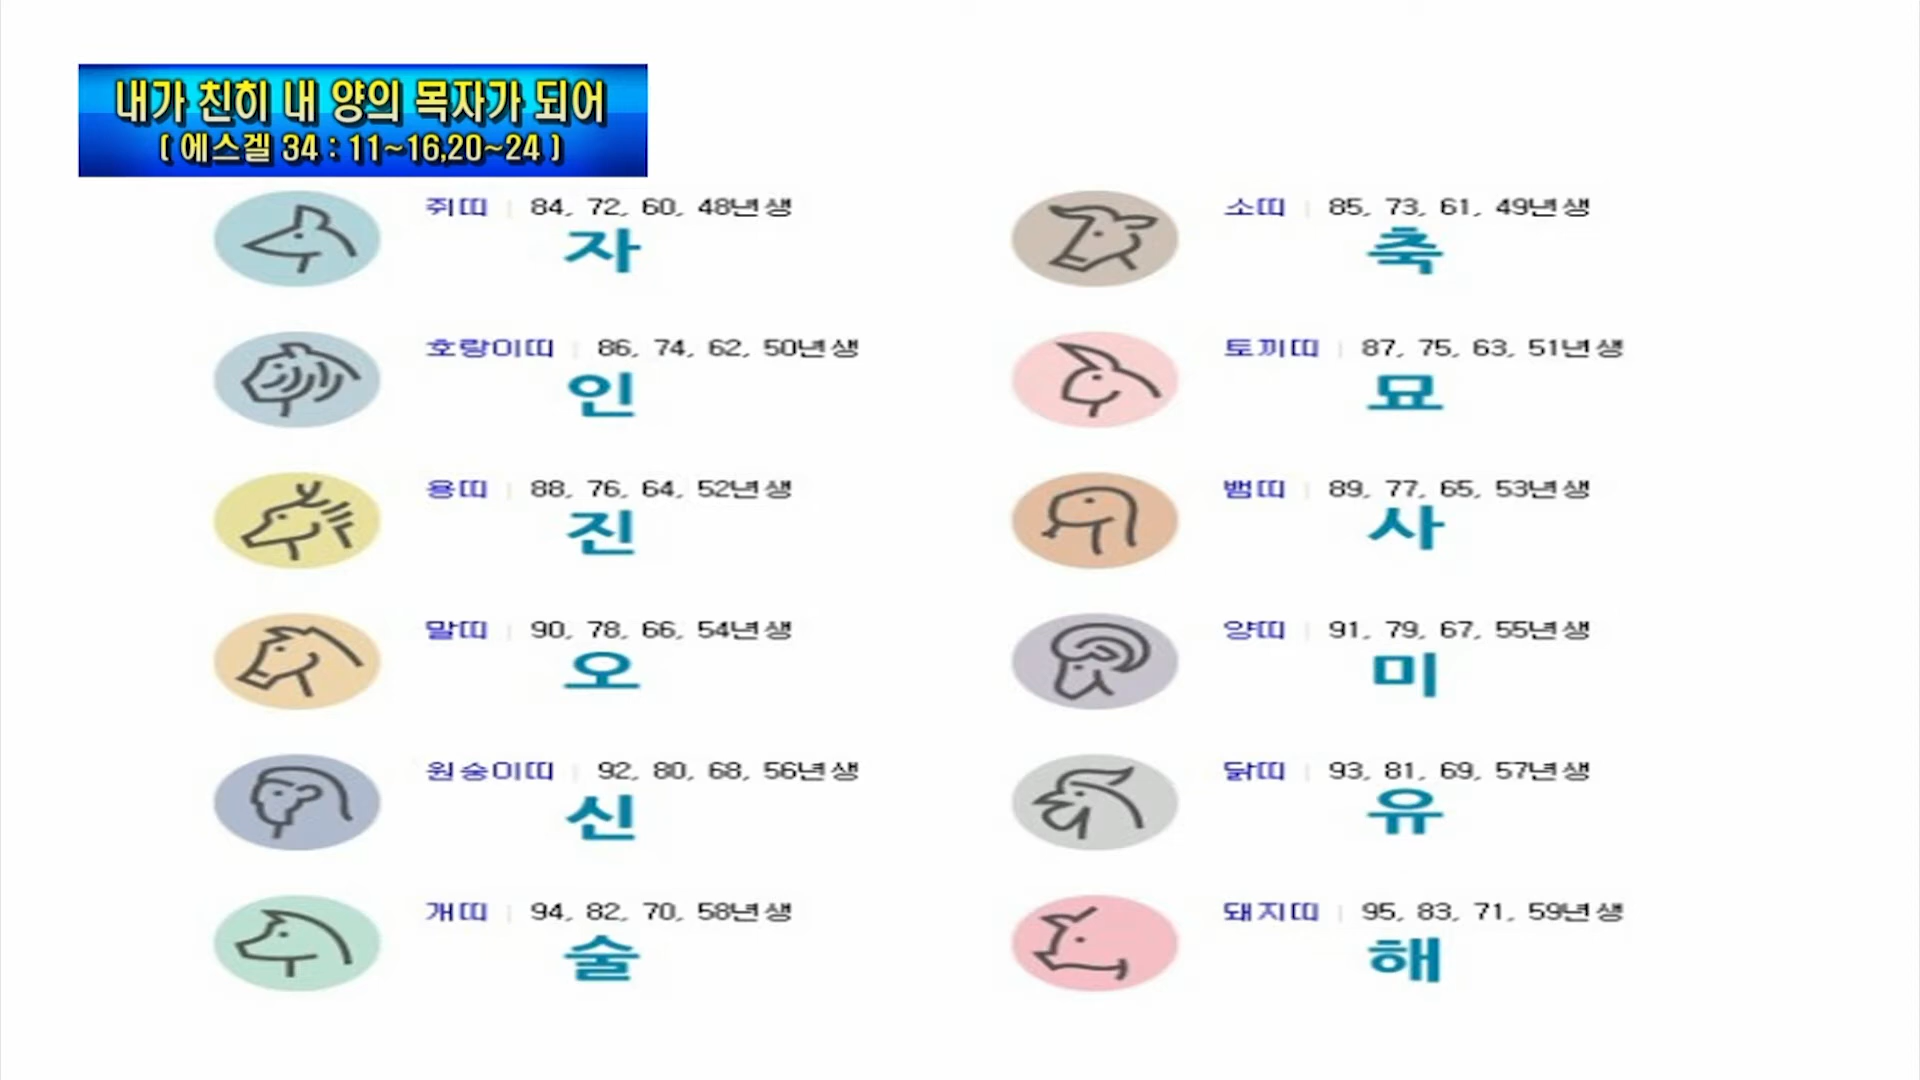 내가 친히 내 양의 목자가 되어
( 에스겔 34 : 11~16,20~24 )
쥐띠 | 84, 72, 60, 48년생
자
소띠 | 85, 73, 61, 49년생
축
호랑이띠 | 86, 74, 62, 50년생
인
토끼띠 | 87, 75, 63, 51년생
묘
용띠 | 88, 76, 64, 52년생
진
뱀띠 | 89, 77, 65, 53년생
사
말띠 | 90, 78, 66, 54년생
오
양띠 | 91, 79, 67, 55년생
미
원숭이띠 | 92, 80, 68, 56년생
신
닭띠 | 93, 81, 69, 57년생
유
개띠 | 94, 82, 70, 58년생
술
돼지띠 | 95, 83, 71, 59년생
해